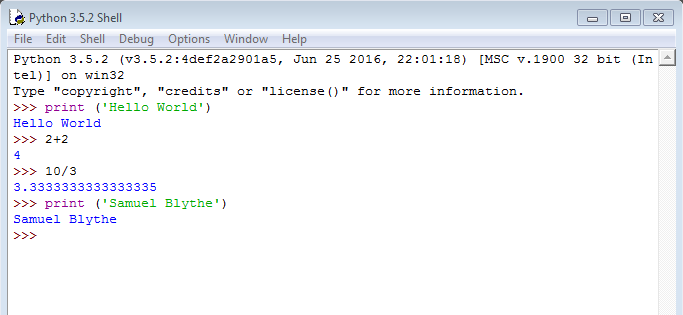 Python 3.5.2 Shell
File Edit Shell Debug Options Window Help
Python 3.5.2 (v3.5.2:4def2a2901a5, Jun 25 2016, 22:01:18) [MSC v.1900 32 bit (In
tel)] on win32
Type "copyright", "credits" or "license()" for more information.
>>> print ('Hello World')
Hello World
>>> 2+2
4
>>> 10/3
3.3333333333333335
>>> print ('Samuel Blythe')
Samuel Blythe
>>>